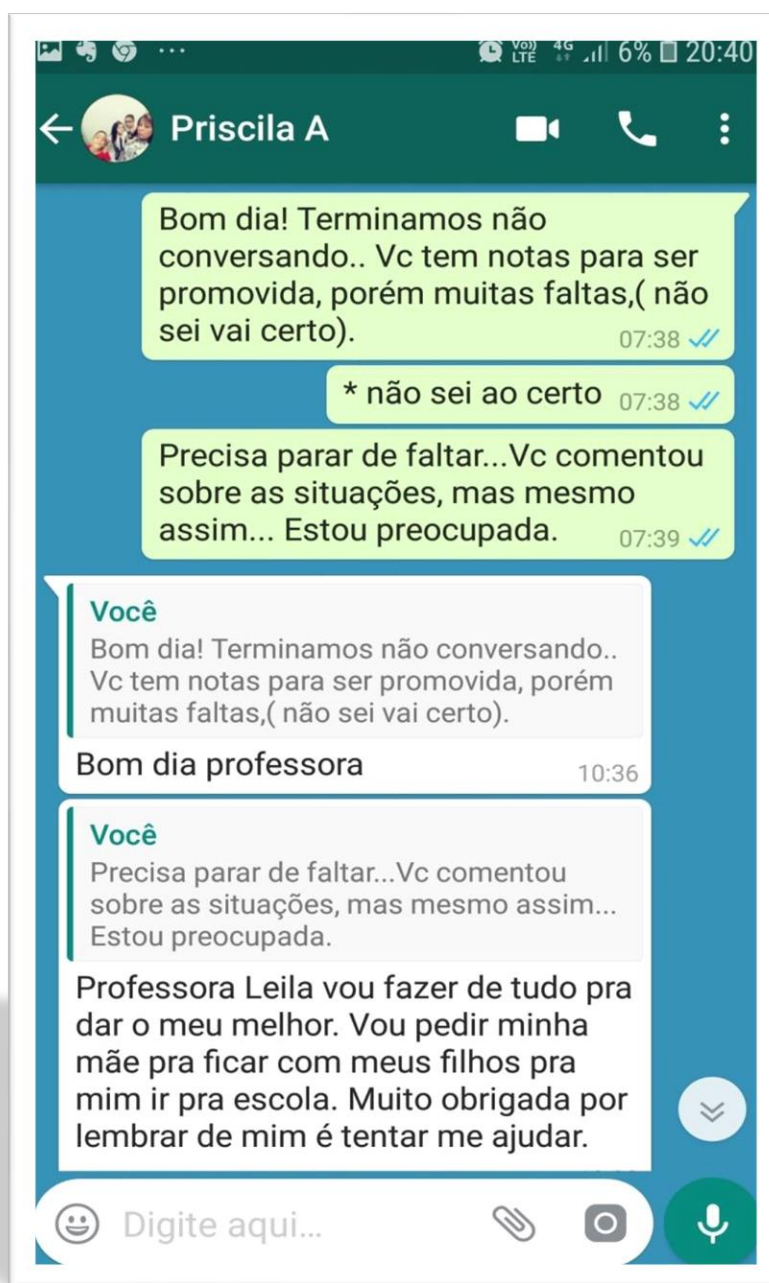 LTE 4G 6% 20:40
Priscila A
Bom dia! Terminamos não
conversando.. Vc tem notas para ser
promovida, porém muitas faltas,( não
sei vai certo).
07:38
* não sei ao certo 07:38
Precisa parar de faltar...Vc comentou
sobre as situações, mas mesmo
assim... Estou preocupada.
07:39
Você
Bom dia! Terminamos não conversando..
Vc tem notas para ser promovida, porém
muitas faltas,( não sei vai certo).
Bom dia professora
10:36
Você
Precisa parar de faltar...Vc comentou
sobre as situações, mas mesmo assim...
Estou preocupada.
Professora Leila vou fazer de tudo pra
dar o meu melhor. Vou pedir minha
mãe pra ficar com meus filhos pra
mim ir pra escola. Muito obrigada por
lembrar de mim é tentar me ajudar.
Digite aqui...